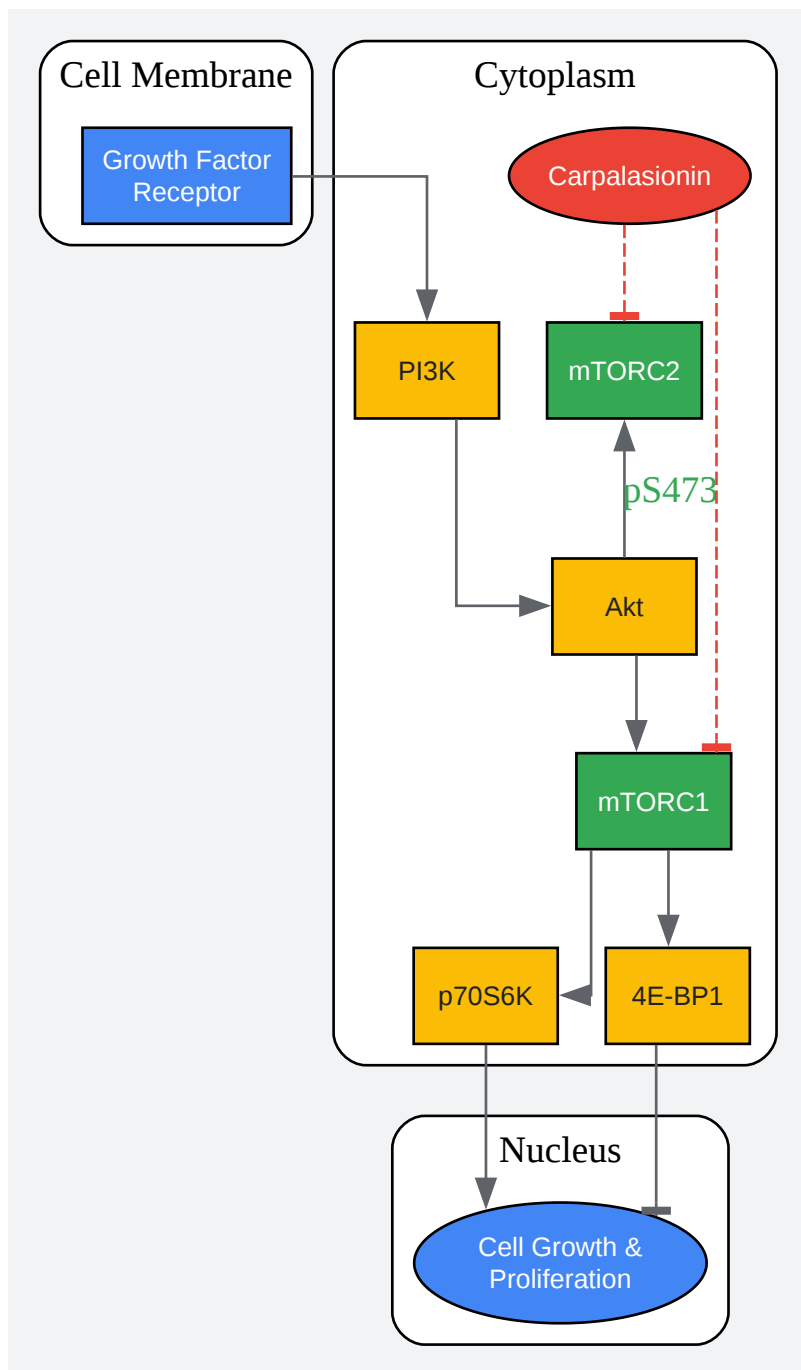 Cell Membrane
Cytoplasm
Growth Factor
Receptor
Carpalasionin
PI3K
mTORC2
pS473
Akt
mTORC1
p70S6K
4E-BP1
Nucleus
Cell Growth &
Proliferation